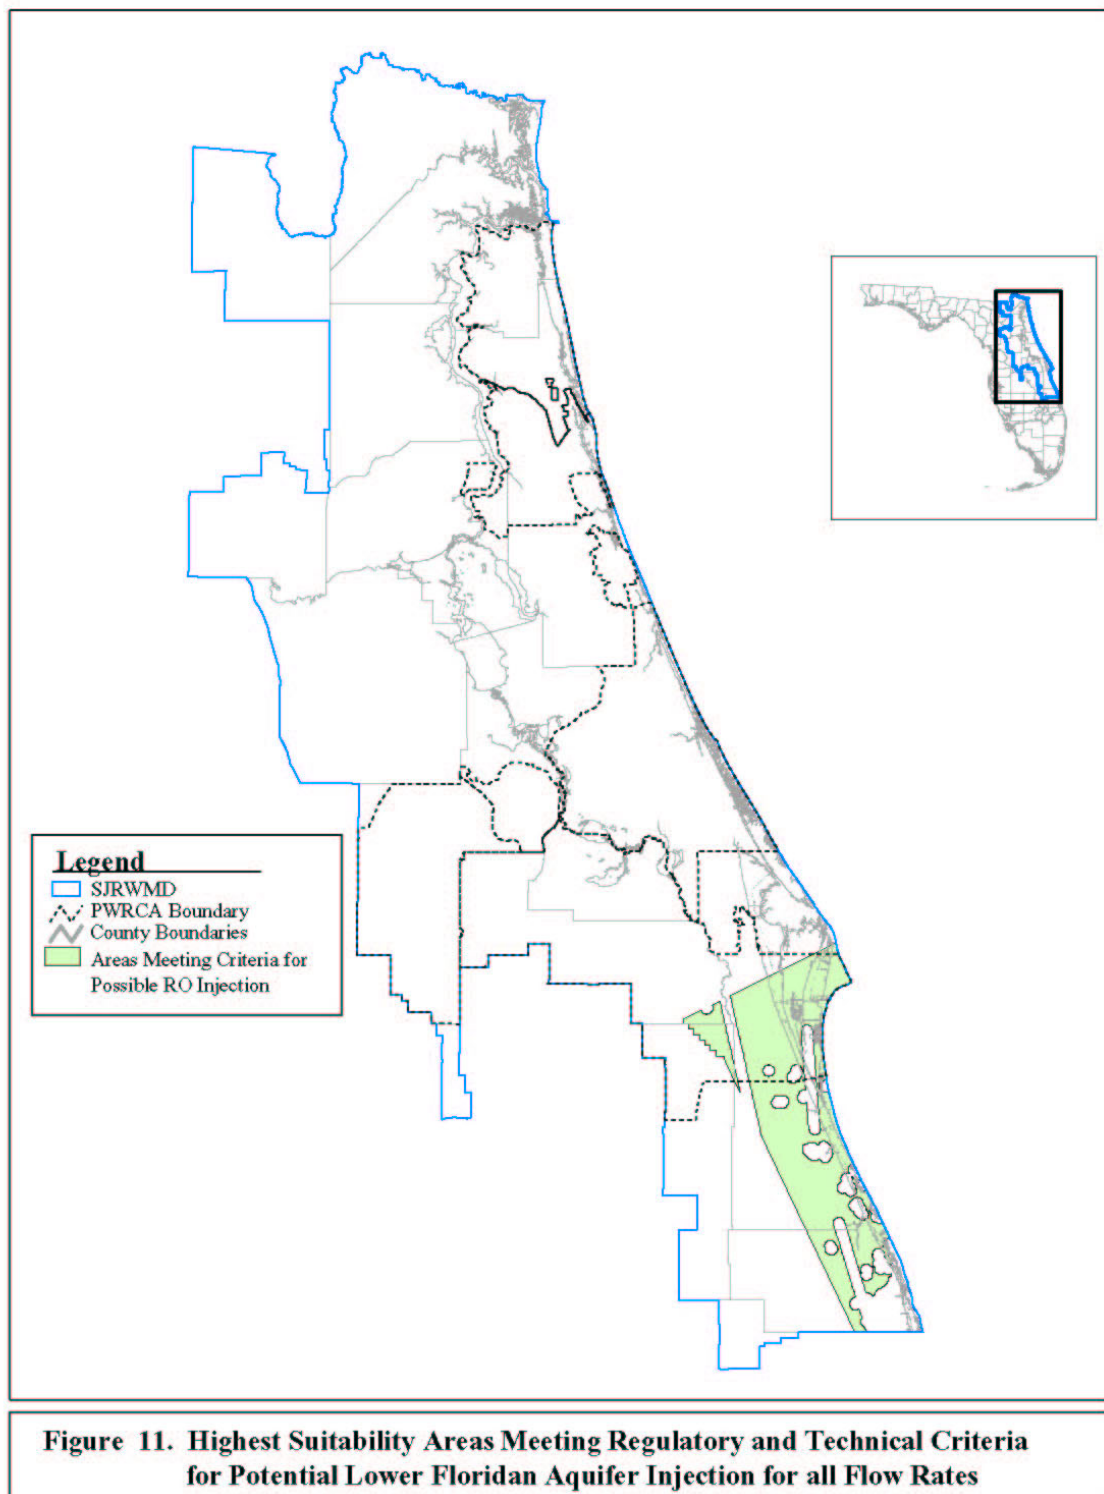 Legend
SJRWMD
PWRCA Boundary
County Boundaries
Areas Meeting Criteria for
Possible RO Injection
Figure 11. Highest Suitability Areas Meeting Regulatory and Technical Criteria
for Potential Lower Floridan Aquifer Injection for all Flow Rates